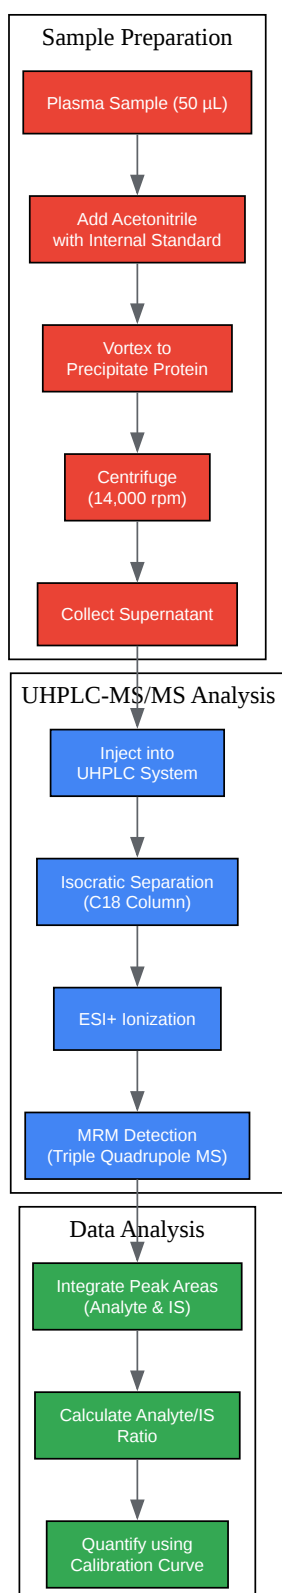 Sample Preparation
Plasma Sample (50 µL)
Add Acetonitrile
with Internal Standard
Vortex to
Precipitate Protein
Centrifuge
(14,000 rpm)
Collect Supernatant
UHPLC-MS/MS Analysis
Inject into
UHPLC System
Isocratic Separation
(C18 Column)
ESI+ Ionization
MRM Detection
(Triple Quadrupole MS)
Data Analysis
Integrate Peak Areas
(Analyte & IS)
Calculate Analyte/IS
Ratio
Quantify using
Calibration Curve